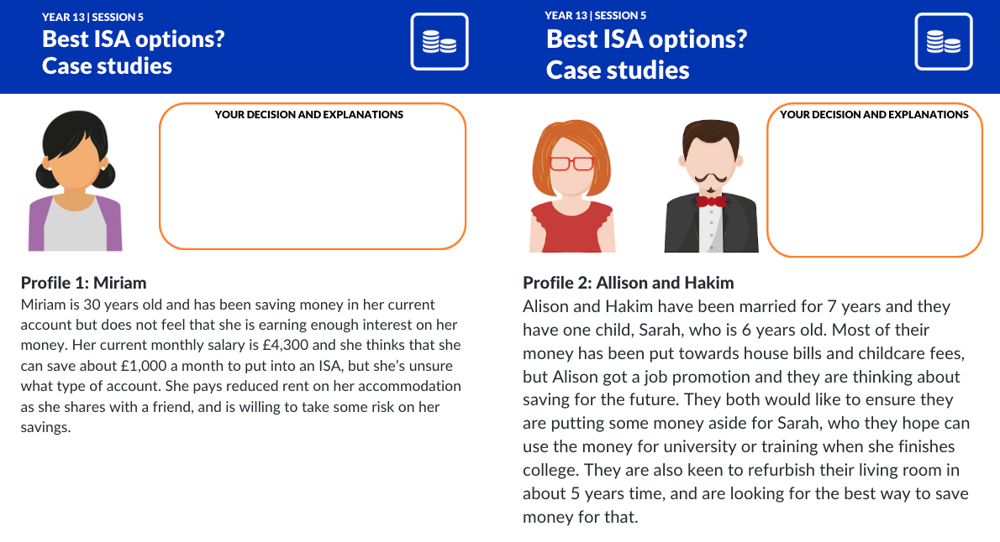 YEAR 13 | SESSION 5
Best ISA options?
Case studies
YOUR DECISION AND EXPLANATIONS
Profile 1: Miriam
Miriam is 30 years old and has been saving money in her current
account but does not feel that she is earning enough interest on her
money. Her current monthly salary is £4,300 and she thinks that she
can save about £1,000 a month to put into an ISA, but she’s unsure
what type of account. She pays reduced rent on her accommodation
as she shares with a friend, and is willing to take some risk on her
savings.
YEAR 13 | SESSION 5
Best ISA options?
Case studies
YOUR DECISION AND EXPLANATIONS
Profile 2: Allison and Hakim
Alison and Hakim have been married for 7 years and they
have one child, Sarah, who is 6 years old. Most of their
money has been put towards house bills and childcare fees,
but Alison got a job promotion and they are thinking about
saving for the future. They both would like to ensure they
are putting some money aside for Sarah, who they hope can
use the money for university or training when she finishes
college. They are also keen to refurbish their living room in
about 5 years time, and are looking for the best way to save
money for that.